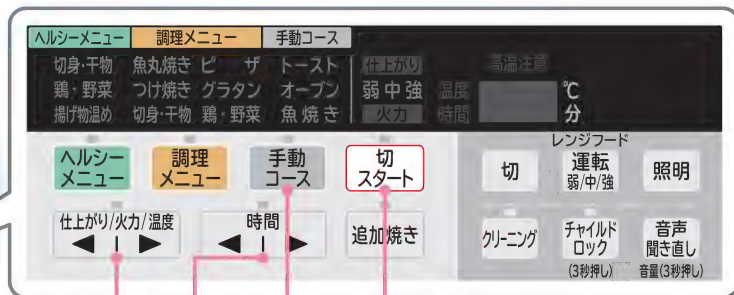 ヘルシーメニュー 調理メニュー 手動コース
切身・干物 魚丸焼き ピザ トースト 仕上がり 高温注意
鶏・野菜 つけ焼き グラタン オーブン 弱 中 強 温度 ℃
揚げ物温め 切身・干物 鶏・野菜 魚焼き 火力 時間 分
レンジフード
ヘルシーメニュー
調理メニュー
手動コース
切スタート
切
運転
弱/中/強
照明
仕上がり/火力/温度
時間
追加焼き
クリーニング
チャイルドロック
(3秒押し)
音声聞き直し
音量(3秒押し)